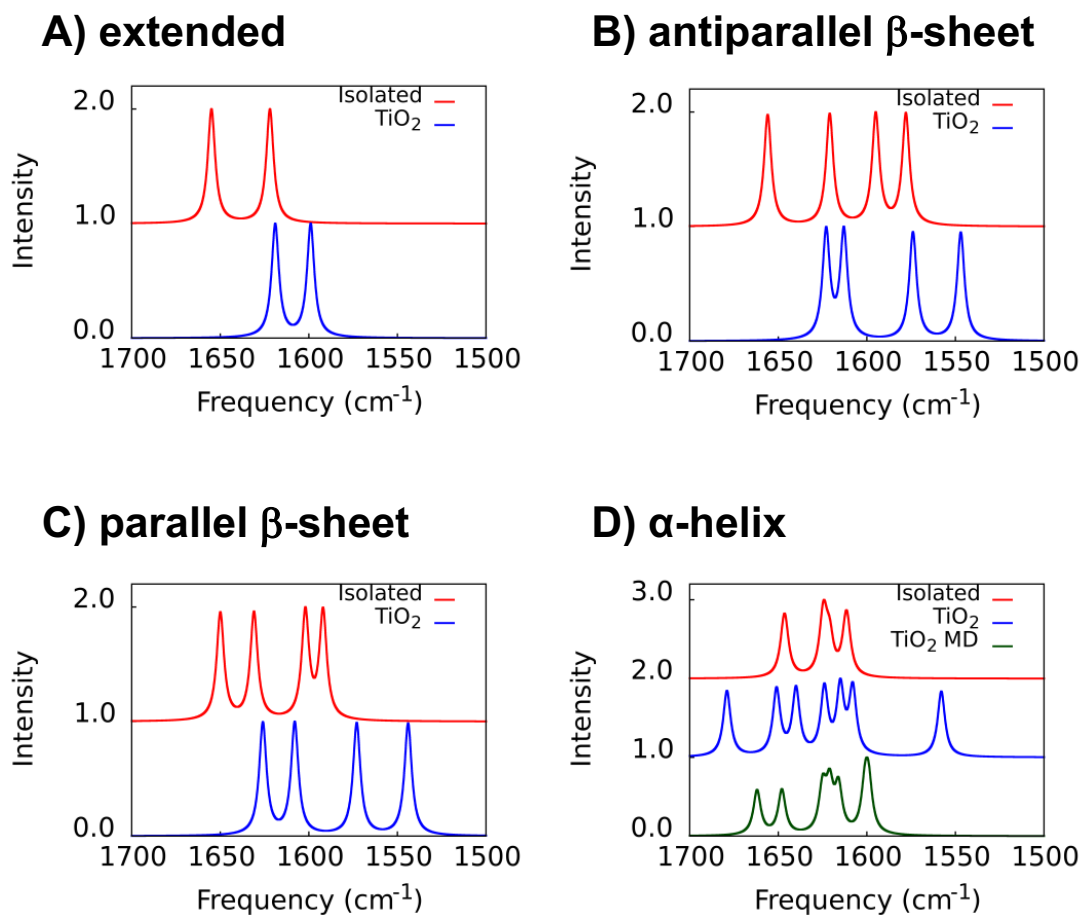 A) extended
Isolated
TiO2
2.0
1.0
0.0
Intensity
1700 1650 1600 1550 1500
Frequency (cm-1)
B) antiparallel β-sheet
Isolated
TiO2
2.0
1.0
0.0
Intensity
1700 1650 1600 1550 1500
Frequency (cm-1)
C) parallel β-sheet
Isolated
TiO2
2.0
1.0
0.0
Intensity
1700 1650 1600 1550 1500
Frequency (cm-1)
D) α-helix
Isolated
TiO2
TiO2 MD
3.0
2.0
1.0
0.0
Intensity
1700 1650 1600 1550 1500
Frequency (cm-1)